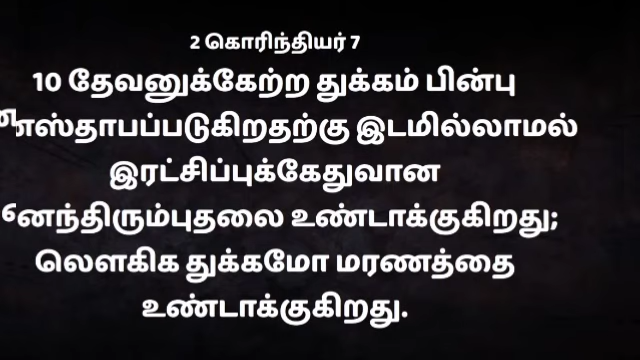 2 கொரிந்தியர் 7
10 தேவனுக்கேற்ற துக்கம் பின்பு
மனஸ்தாபப்படுகிறதற்கு இடமில்லாமல்
இரட்சிப்புக்கேதுவான
மனந்திரும்புதலை உண்டாக்குகிறது;
லௌகிக துக்கமோ மரணத்தை
உண்டாக்குகிறது.